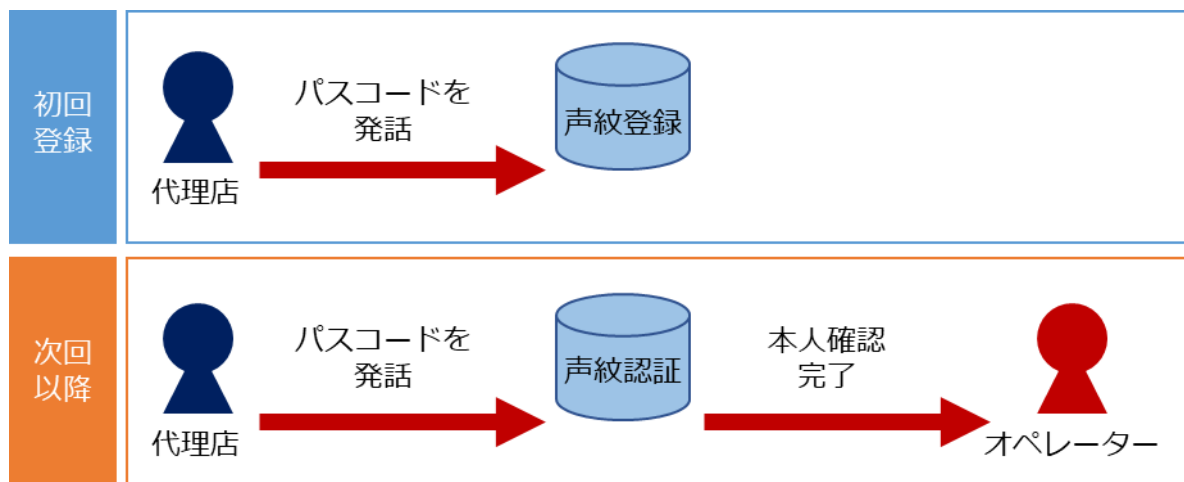 初回
登録
パスコードを
発話
声紋登録
代理店
次回
以降
パスコードを
発話
声紋認証
本人確認
完了
代理店
オペレーター